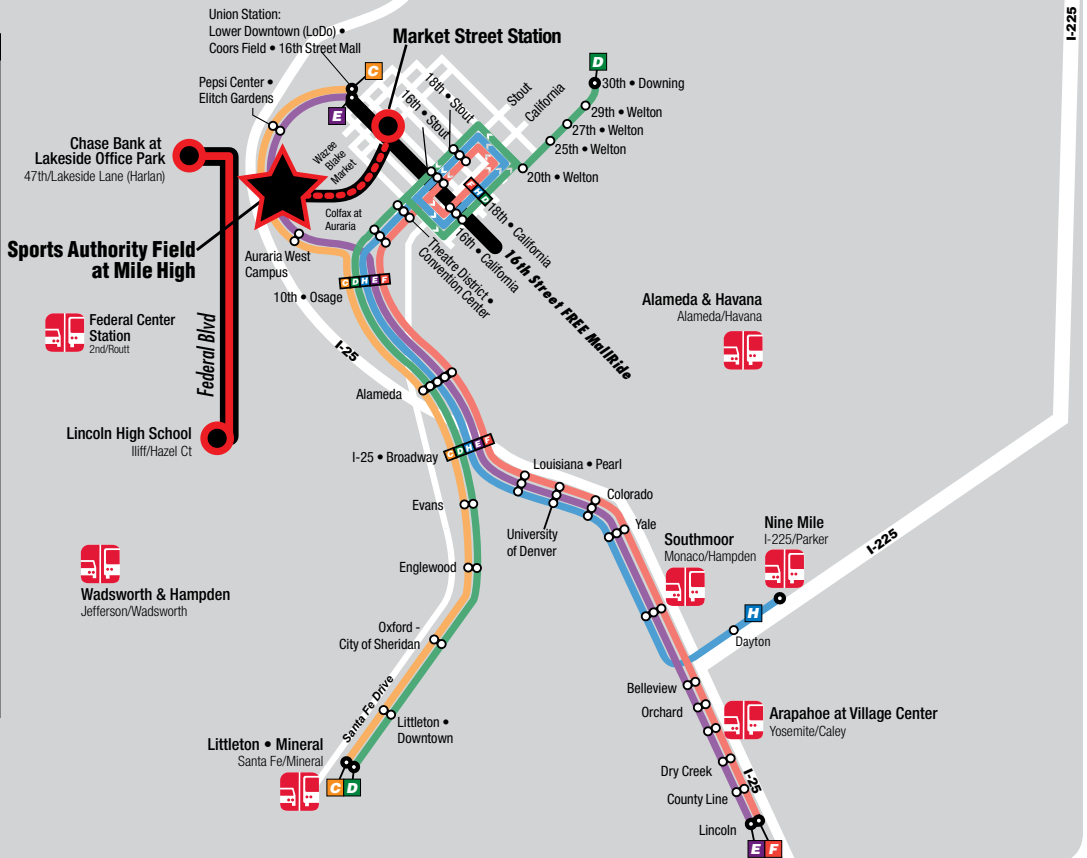 I-225
Union Station:
Lower Downtown (LoDo) •
Coors Field • 16th Street Mall
Market Street Station
C
D
E
Pepsi Center •
Elitch Gardens
18th • Stout
16th • Stout
Stout
California
30th • Downing
29th • Welton
27th • Welton
25th • Welton
20th • Welton
Chase Bank at
Lakeside Office Park
47th/Lakeside Lane (Harlan)
Wazee
Blake
Market
F H D
18th • California
16th • California
Colfax at
Auraria
Theatre District •
Convention Center
16th Street FREE MallRide
Sports Authority Field
at Mile High
Auraria West
Campus
10th • Osage
C D H E F
Alameda & Havana
Alameda/Havana
Federal Center
Station
2nd/Routt
Federal Blvd
I-25
Alameda
Lincoln High School
Iliff/Hazel Ct
I-25 • Broadway
C D H E F
Louisiana • Pearl
Colorado
Evans
University
of Denver
Yale
Southmoor
Monaco/Hampden
Nine Mile
I-225/Parker
I-225
Englewood
Wadsworth & Hampden
Jefferson/Wadsworth
H
Dayton
Oxford -
City of Sheridan
Belleview
Orchard
Arapahoe at Village Center
Yosemite/Caley
Santa Fe Drive
Littleton •
Downtown
Littleton • Mineral
Santa Fe/Mineral
C D
Dry Creek
I-25
County Line
Lincoln
E F